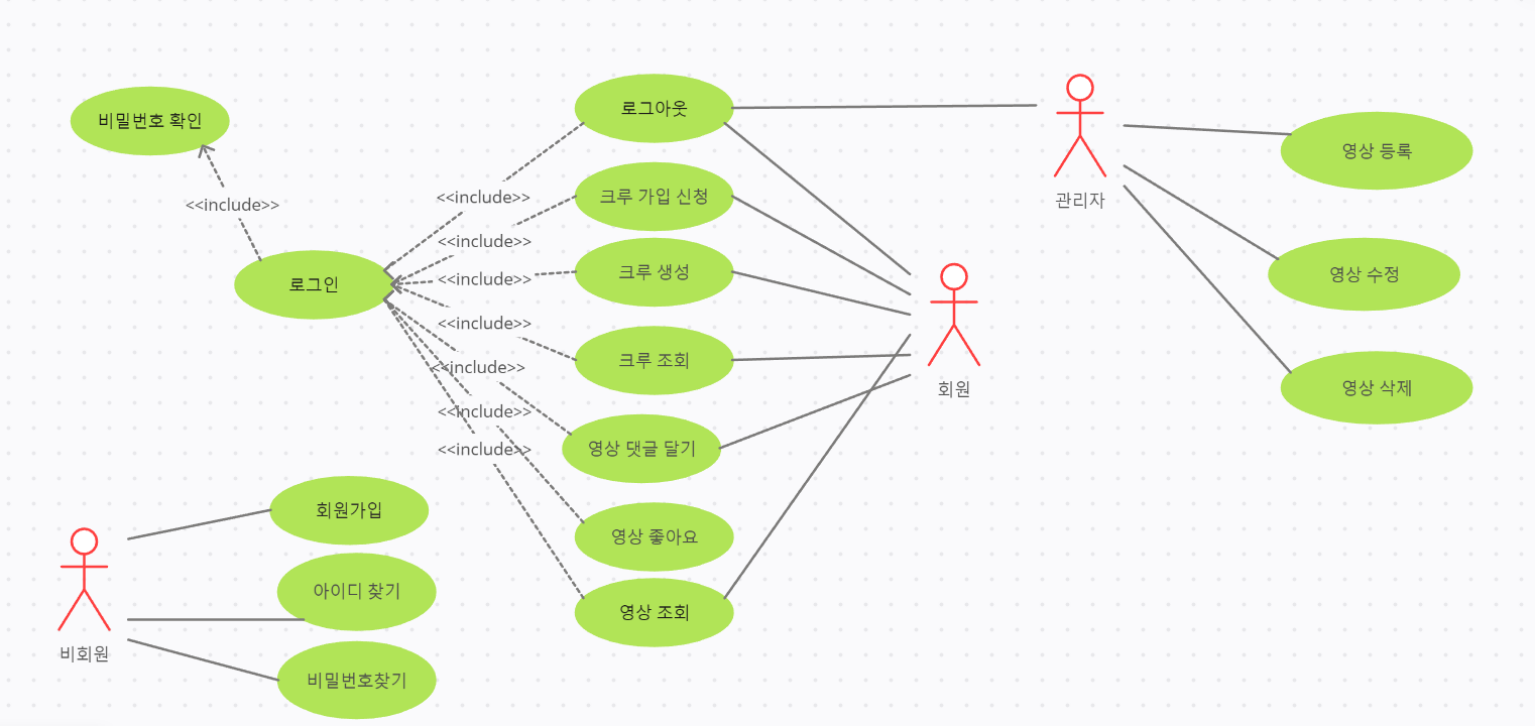 비밀번호 확인
<<include>>
로그인
로그아웃
<<include>>
크루 가입 신청
<<include>>
크루 생성
<<include>>
크루 조회
<<include>>
영상 댓글 달기
<<include>>
영상 좋아요
<<include>>
영상 조회
<<include>>
관리자
회원
영상 등록
영상 수정
영상 삭제
회원가입
아이디 찾기
비밀번호찾기
비회원